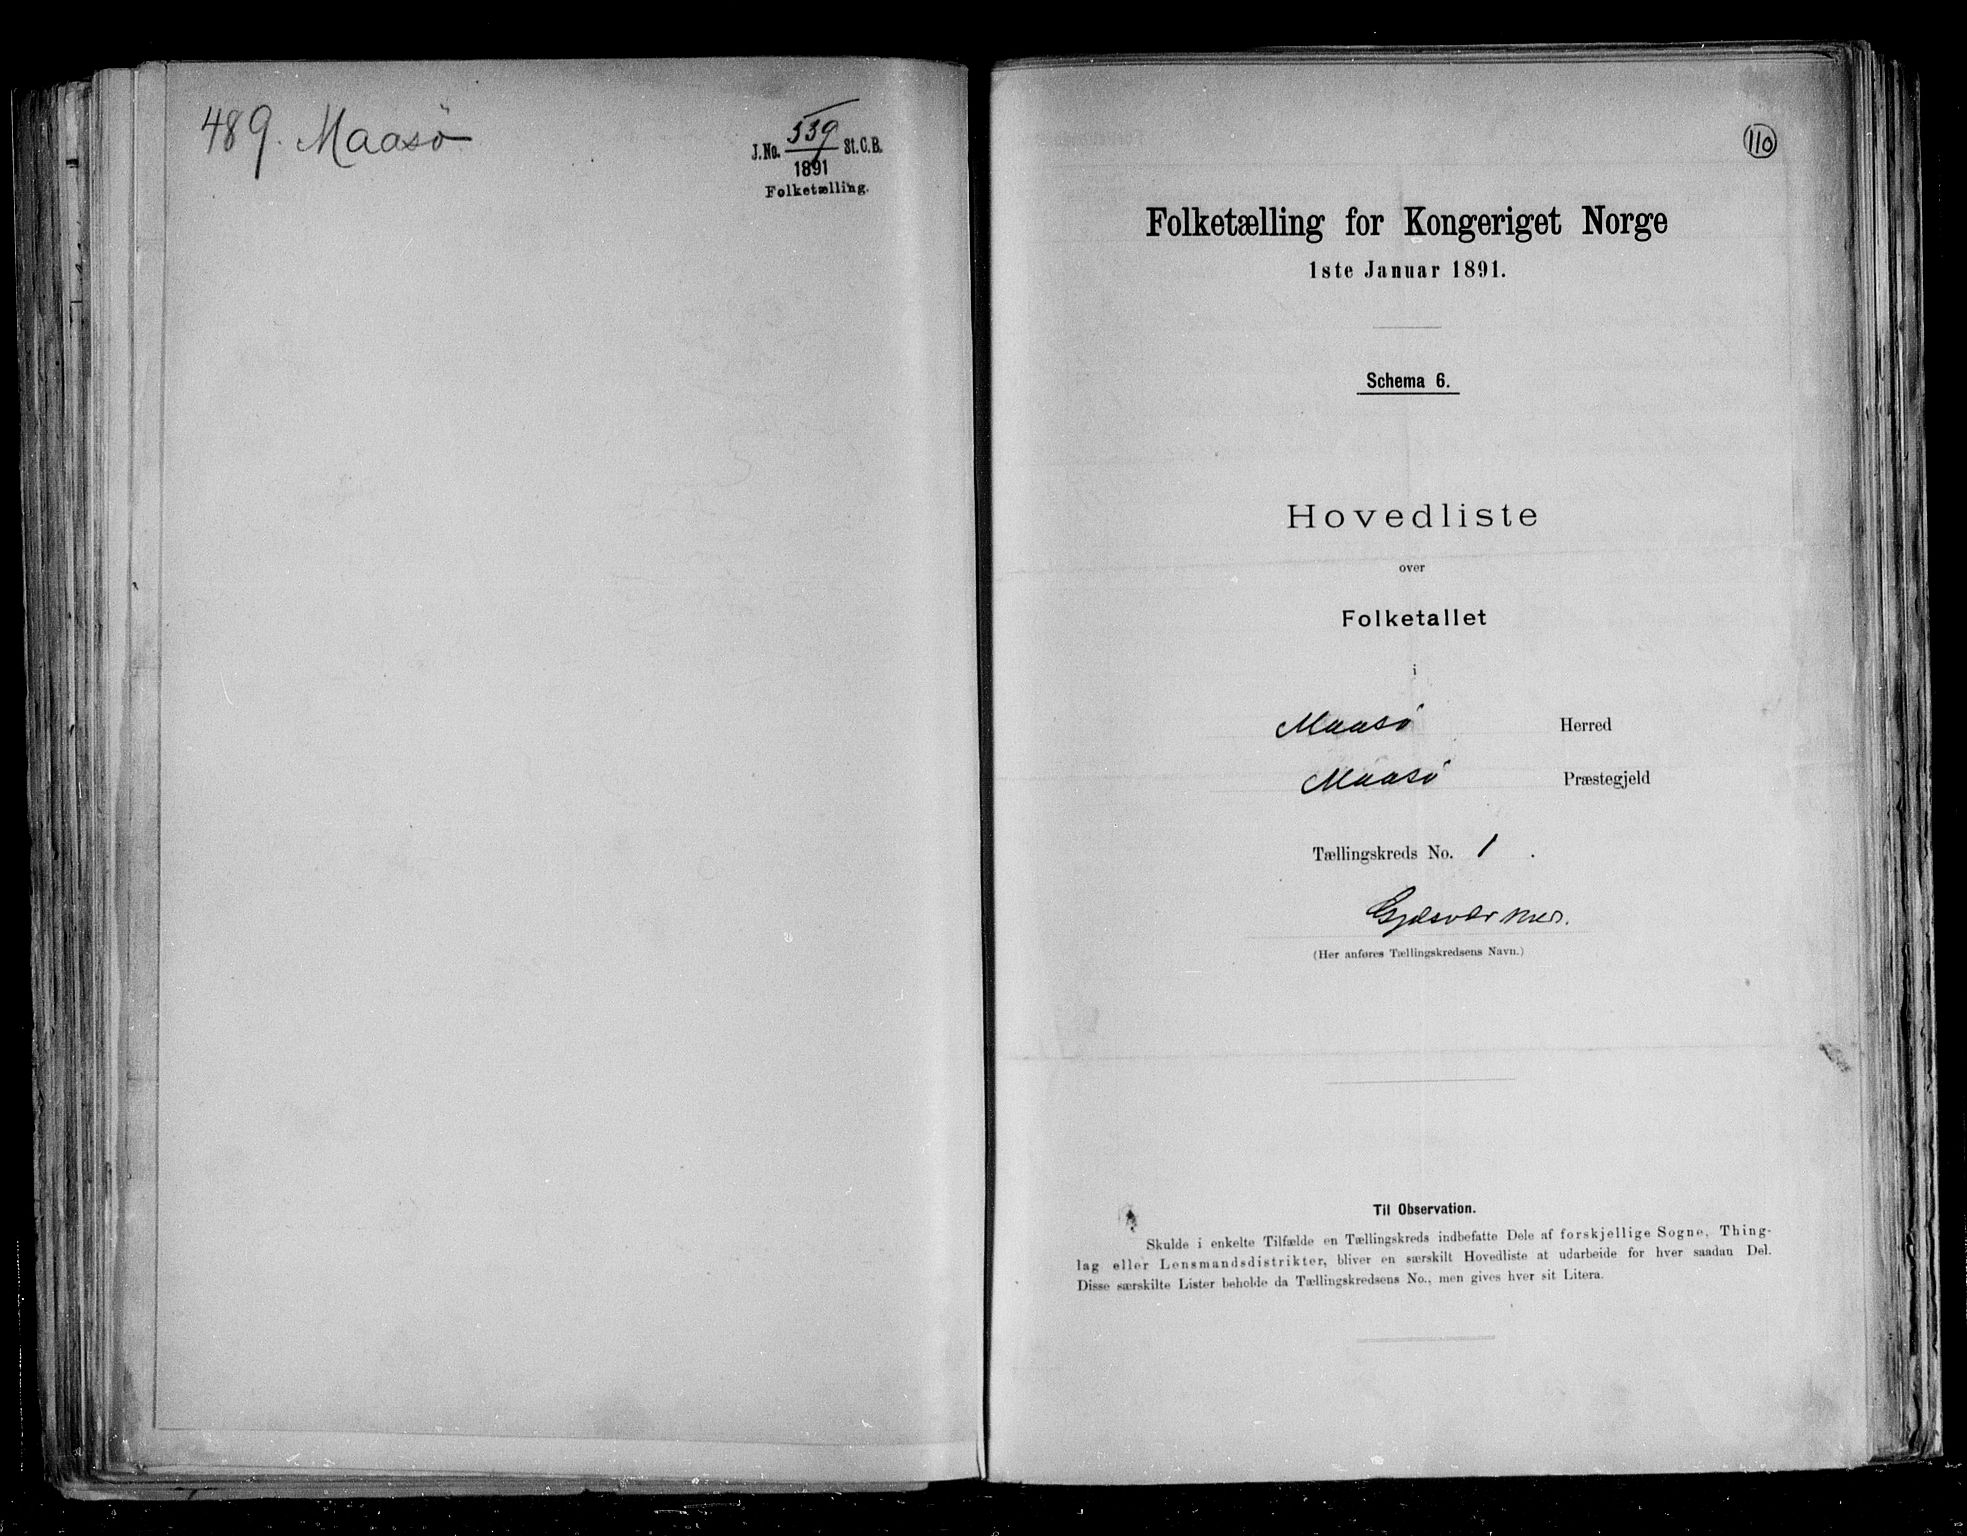 489. Maasø
J. No. 539 St. C. B.
1891
Folketælling.
110
Folketælling for Kongeriget Norge
1ste Januar 1891.
Schema 6.
Hovedliste
over
Folketallet
i
Maasø Herred
Maasø Præstegjeld
Tællingskreds No. 1.
(Her anføres Tællingskredsens Navn.)
Til Observation.
Skulde i enkelte Tilfælde en Tællingskreds indbefatte Dele af forskjellige Sogne, Thing-
lag eller Lensmandsdistrikter, bliver en særskilt Hovedliste at udarbeide for hver saadan Del.
Disse særskilte Lister beholde da Tællingskredsens No., men gives hver sit Litera.